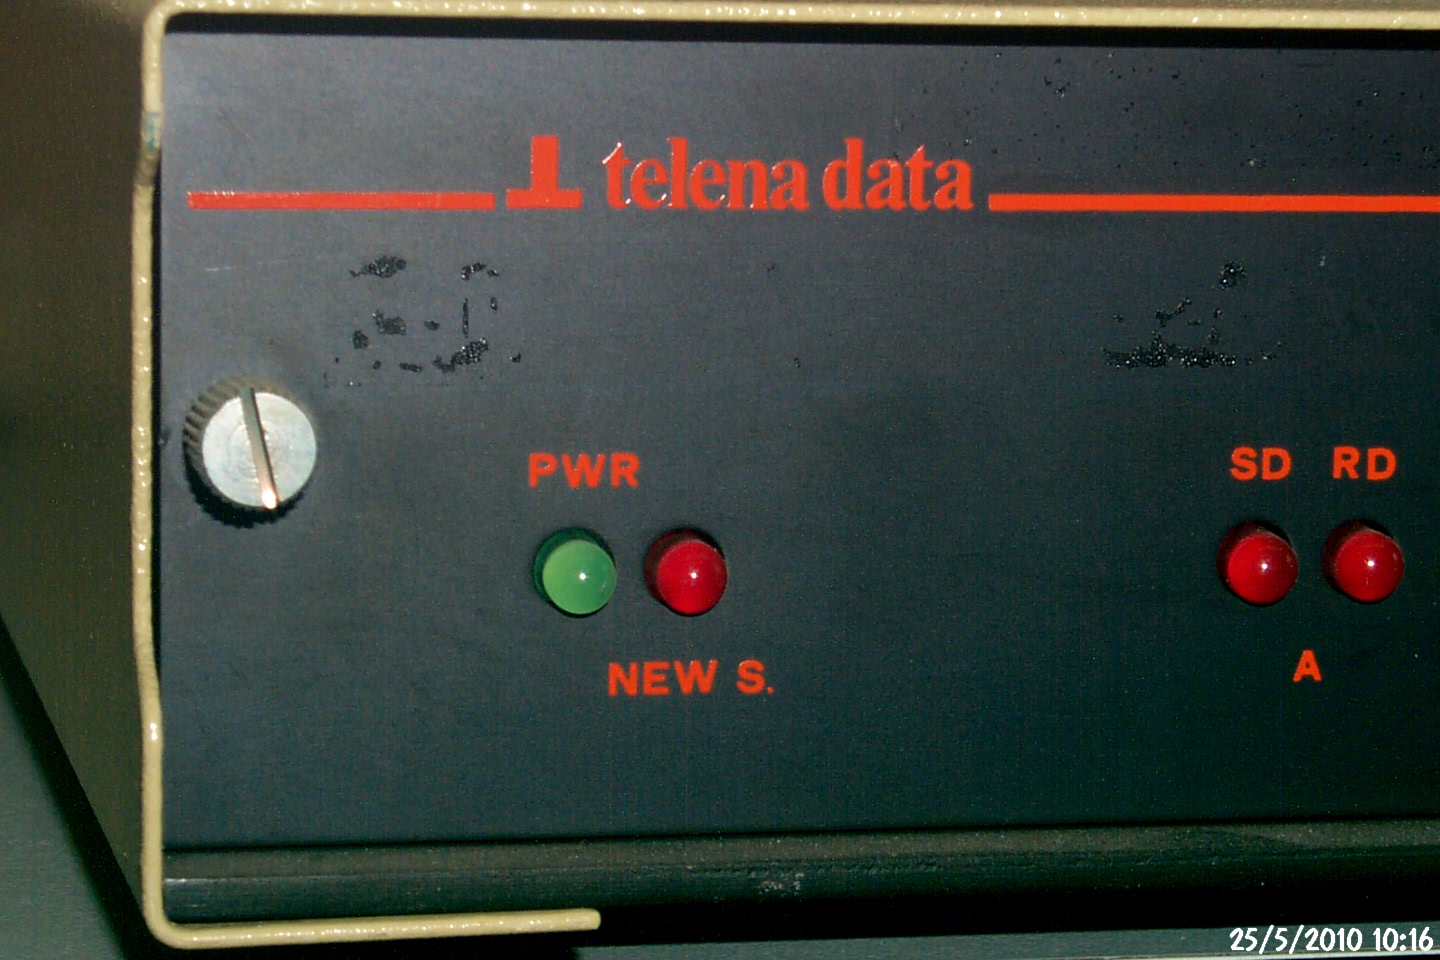 telena data
PWR
SD RD
NEW S.
A
25/5/2010 10:16